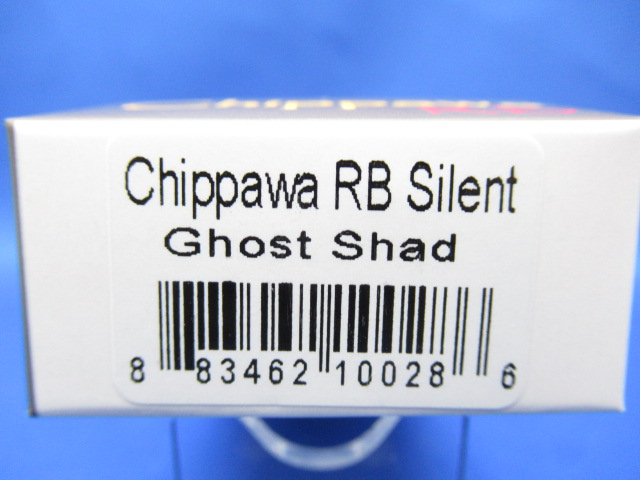 Chippawa RB Silent
Ghost Shad
8 83462 10028 6